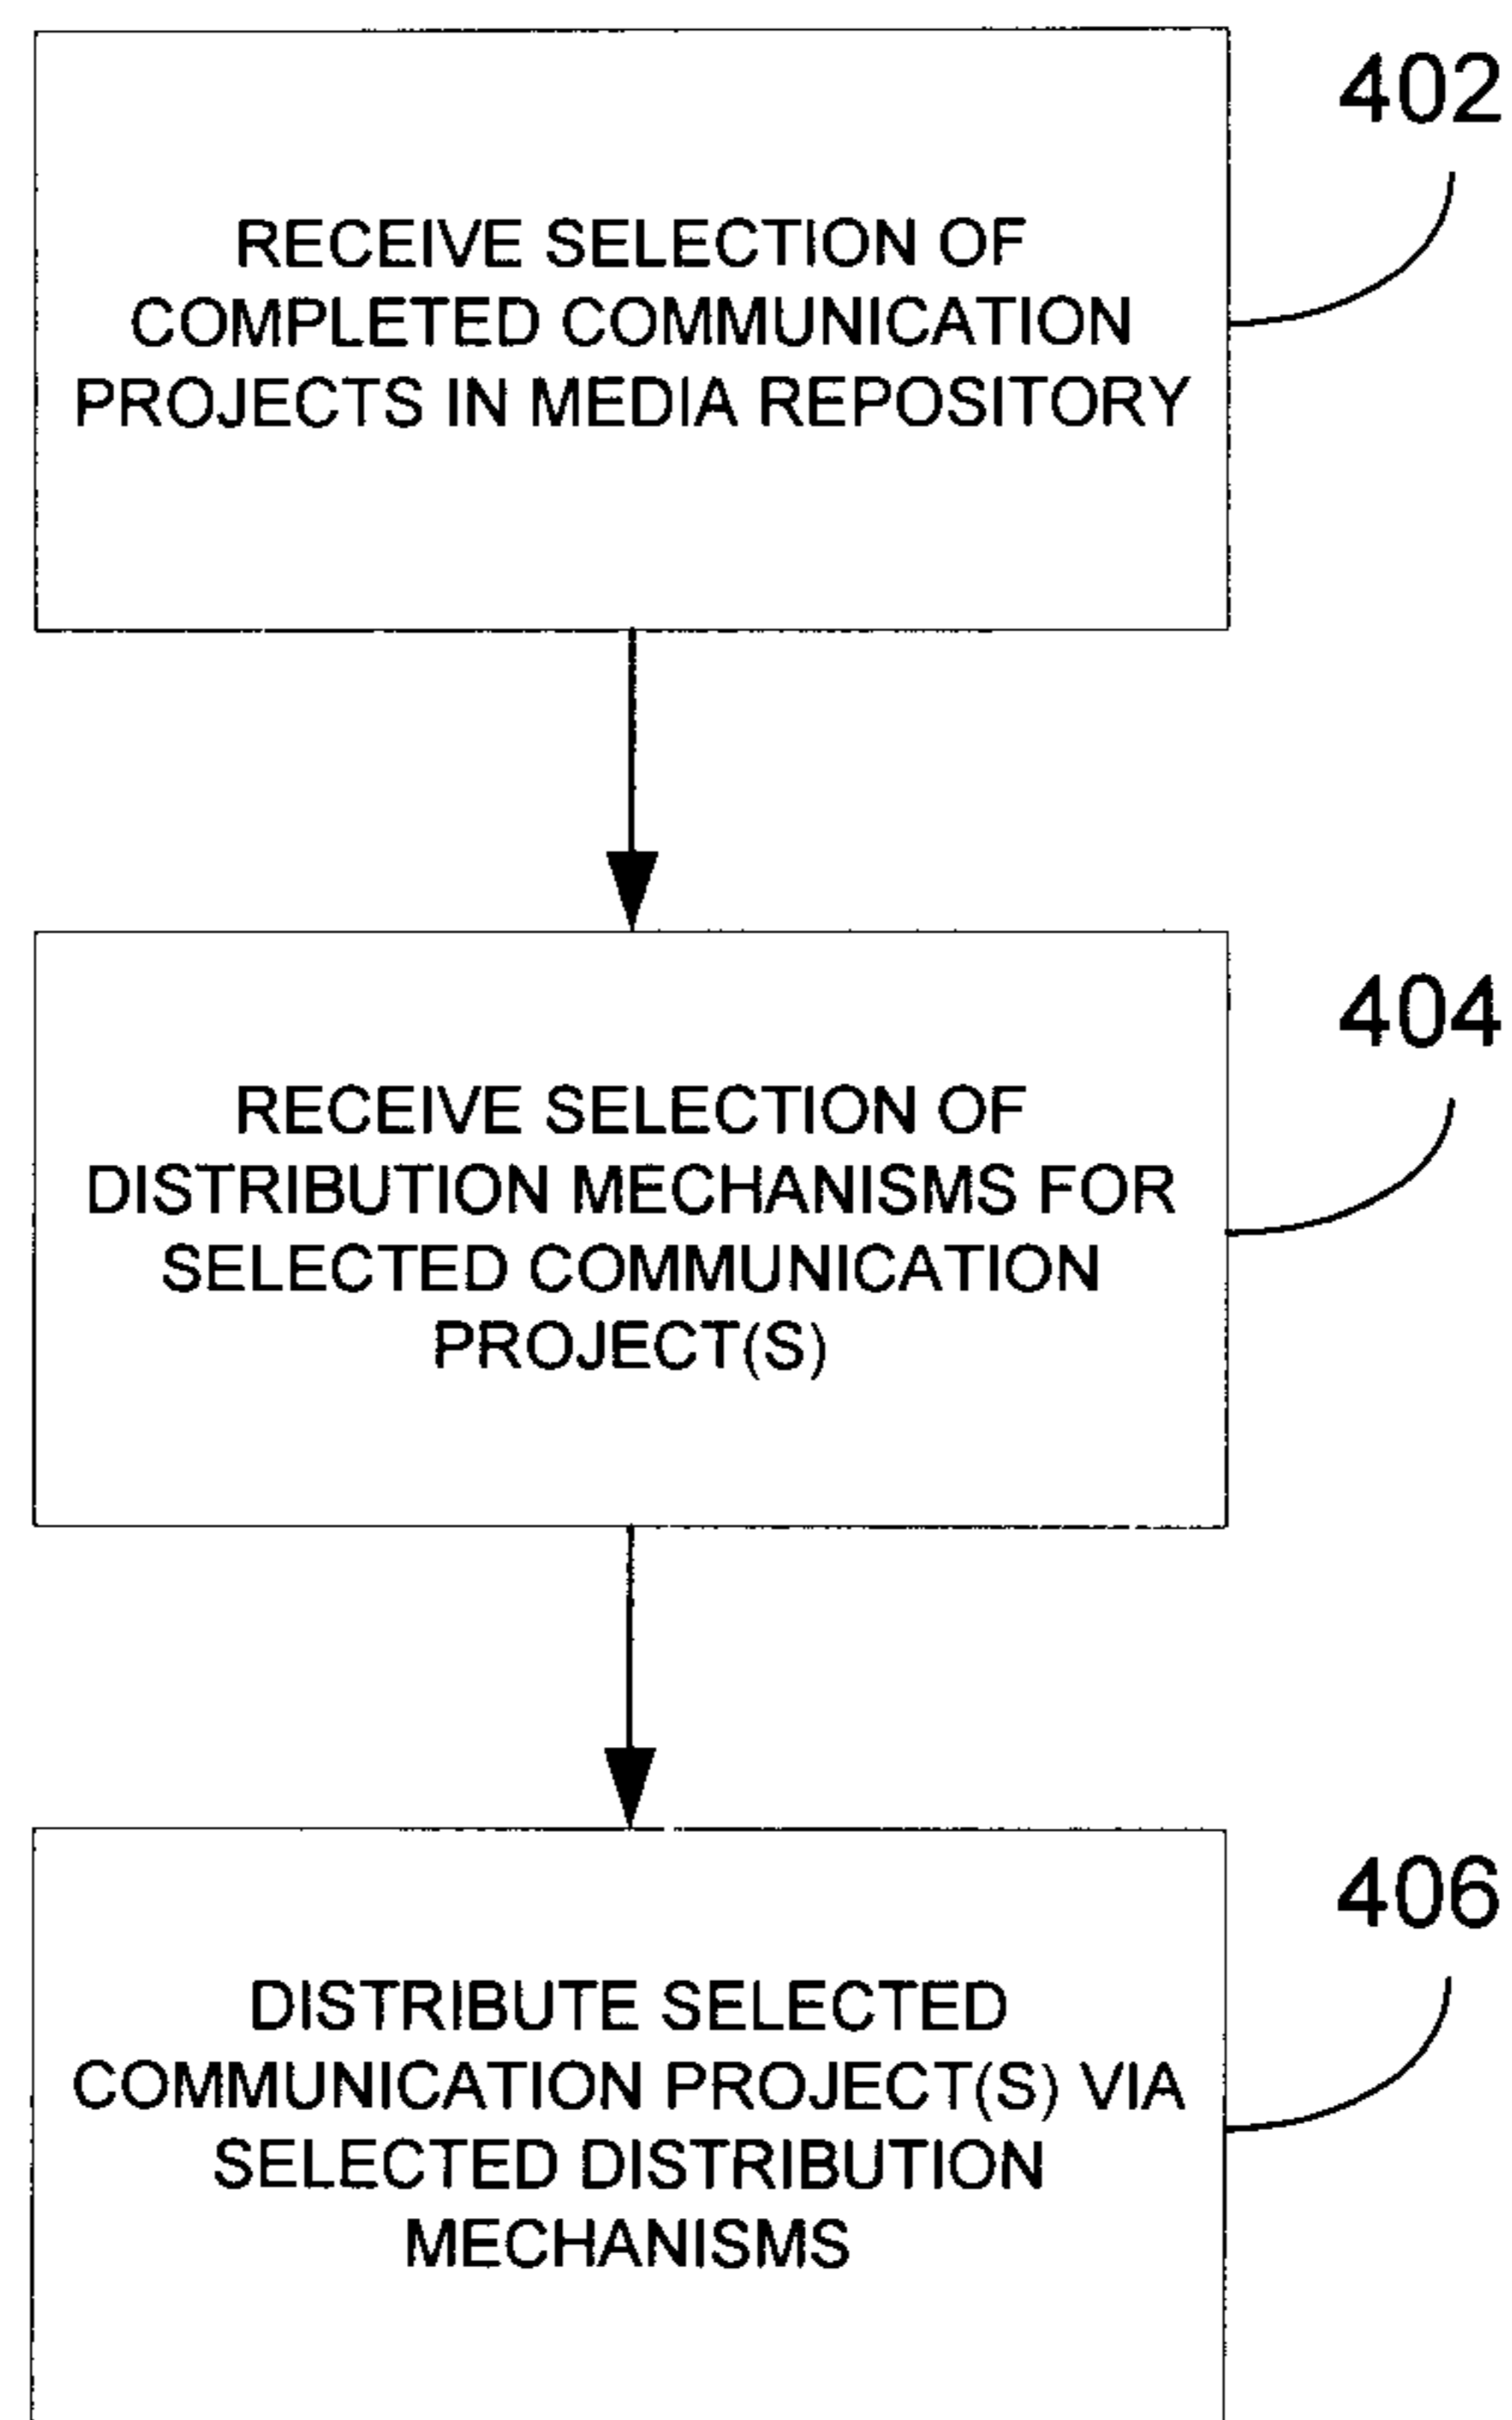 402
RECEIVE SELECTION OF
COMPLETED COMMUNICATION
PROJECTS IN MEDIA REPOSITORY
404
RECEIVE SELECTION OF
DISTRIBUTION MECHANISMS FOR
SELECTED COMMUNICATION
PROJECT(S)
406
DISTRIBUTE SELECTED
COMMUNICATION PROJECT(S) VIA
SELECTED DISTRIBUTION
MECHANISMS